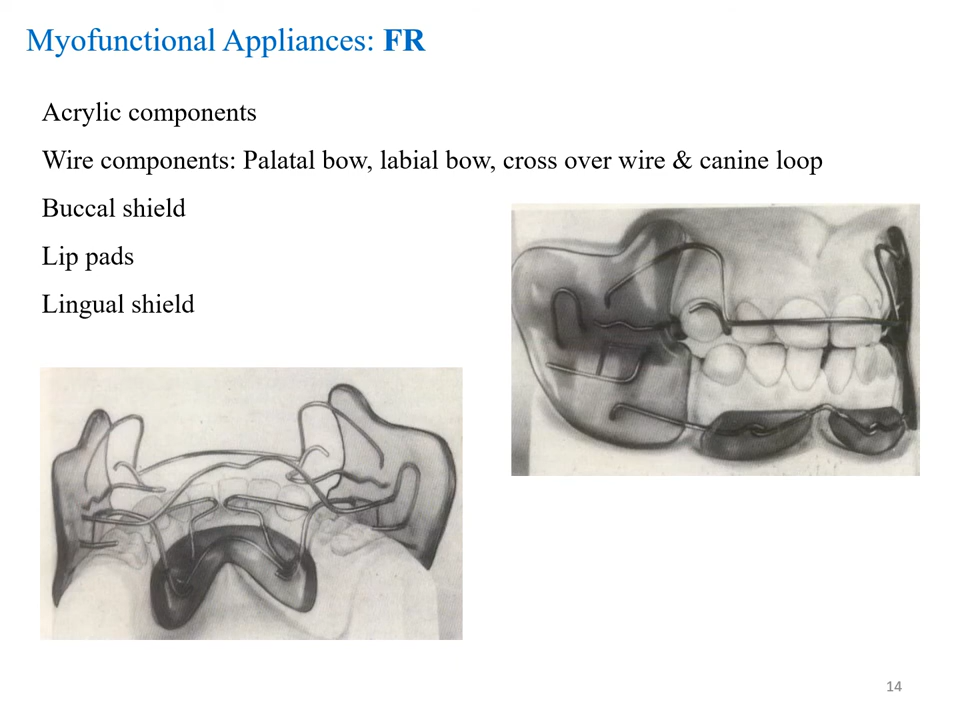 Myofunctional Appliances: FR
Acrylic components
Wire components: Palatal bow, labial bow, cross over wire & canine loop
Buccal shield
Lip pads
Lingual shield
14